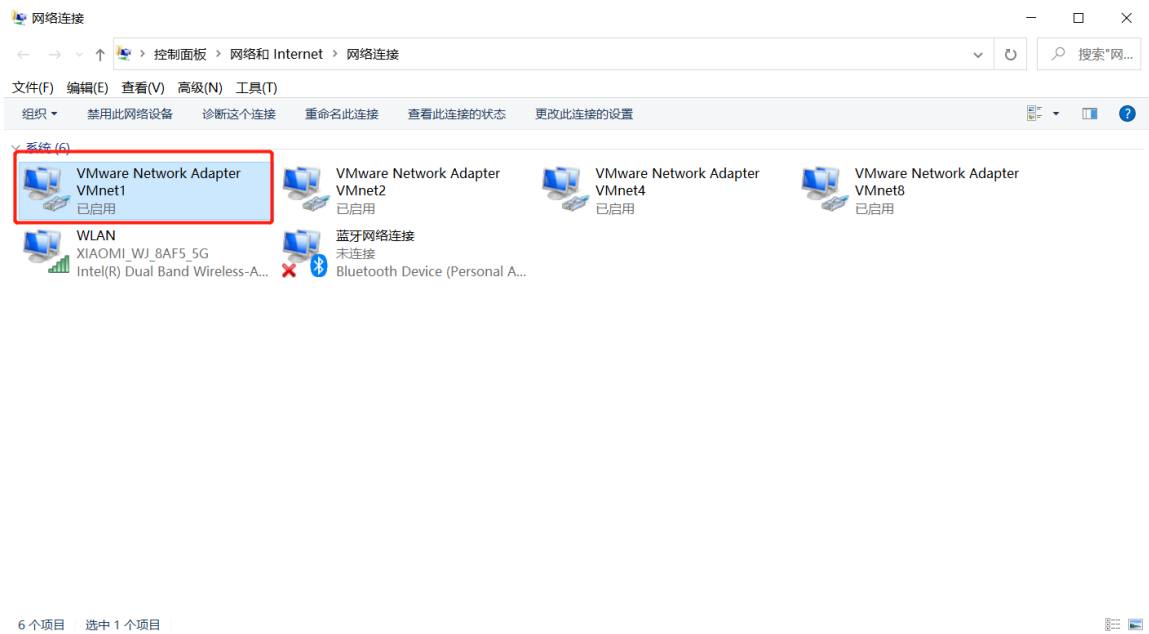 网络连接
控制面板 > 网络和 Internet > 网络连接
搜索"网...
文件(F) 编辑(E) 查看(V) 高级(N) 工具(T)
组织 禁用此网络设备 诊断这个连接 重命名此连接 查看此连接的状态 更改此连接的设置
系统 (6)
VMware Network Adapter
VMnet1
已启用
VMware Network Adapter
VMnet2
已启用
VMware Network Adapter
VMnet4
已启用
VMware Network Adapter
VMnet8
已启用
WLAN
XIAOMI_WJ_8AF5_5G
Intel(R) Dual Band Wireless-A...
蓝牙网络连接
未连接
Bluetooth Device (Personal A...
6 个项目 选中 1 个项目